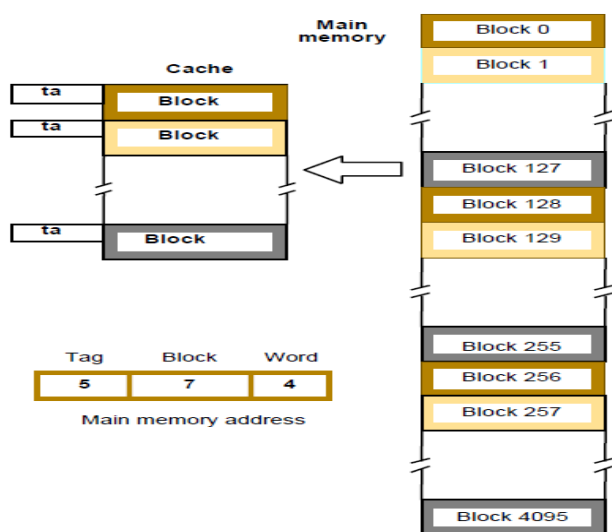 Main
memory
Cache
ta
Block
ta
Block
ta
Block
Block 0
Block 1
Block 127
Block 128
Block 129
Block 255
Block 256
Block 257
Block 4095
Tag Block Word
5 7 4
Main memory address